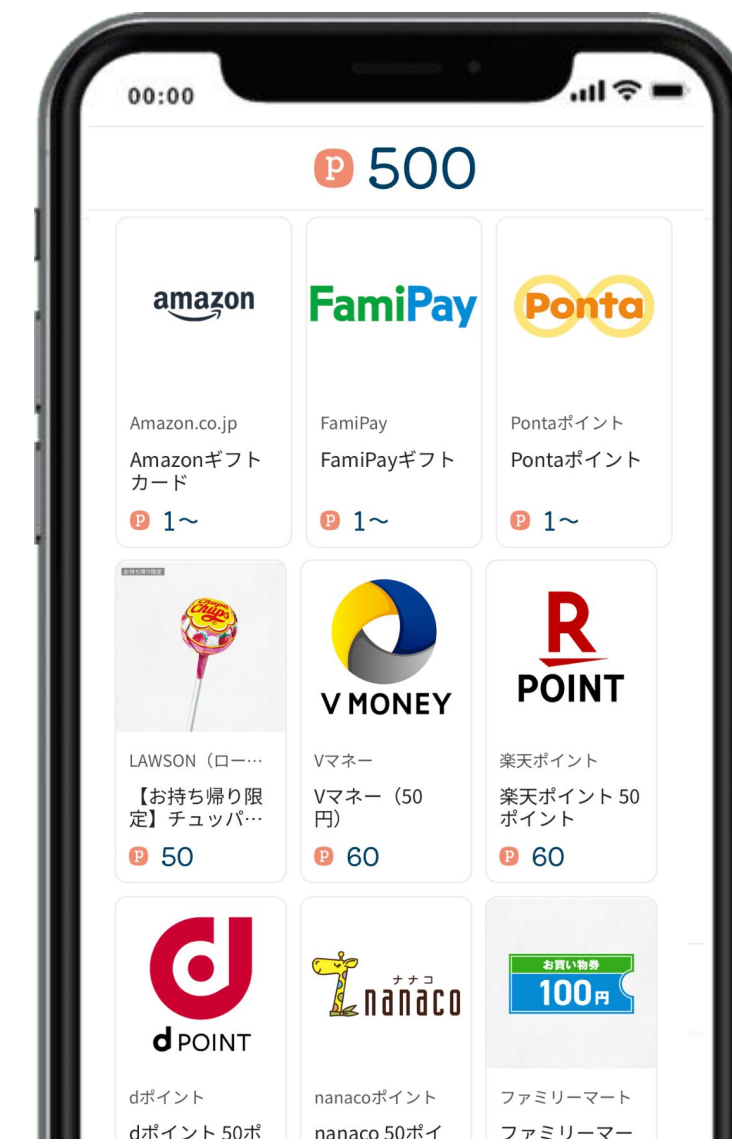 00:00
P 500
amazon
FamiPay
Ponta
Amazon.co.jp
Amazonギフト
カード
P 1～
FamiPay
FamiPayギフト
P 1～
Pontaポイント
Pontaポイント
P 1～
お持ち帰り限定
Chupa
Chups
LAWSON（ロー…
【お持ち帰り限
定】チュッパ…
P 50
V MONEY
Vマネー
Vマネー（50
円）
P 60
R
POINT
楽天ポイント
楽天ポイント 50
ポイント
P 60
d
d POINT
dポイント
dポイント 50ポ
ナナコ
nanaco
nanacoポイント
nanaco 50ポイ
お買い物券
100円
ファミリーマート
ファミリーマー